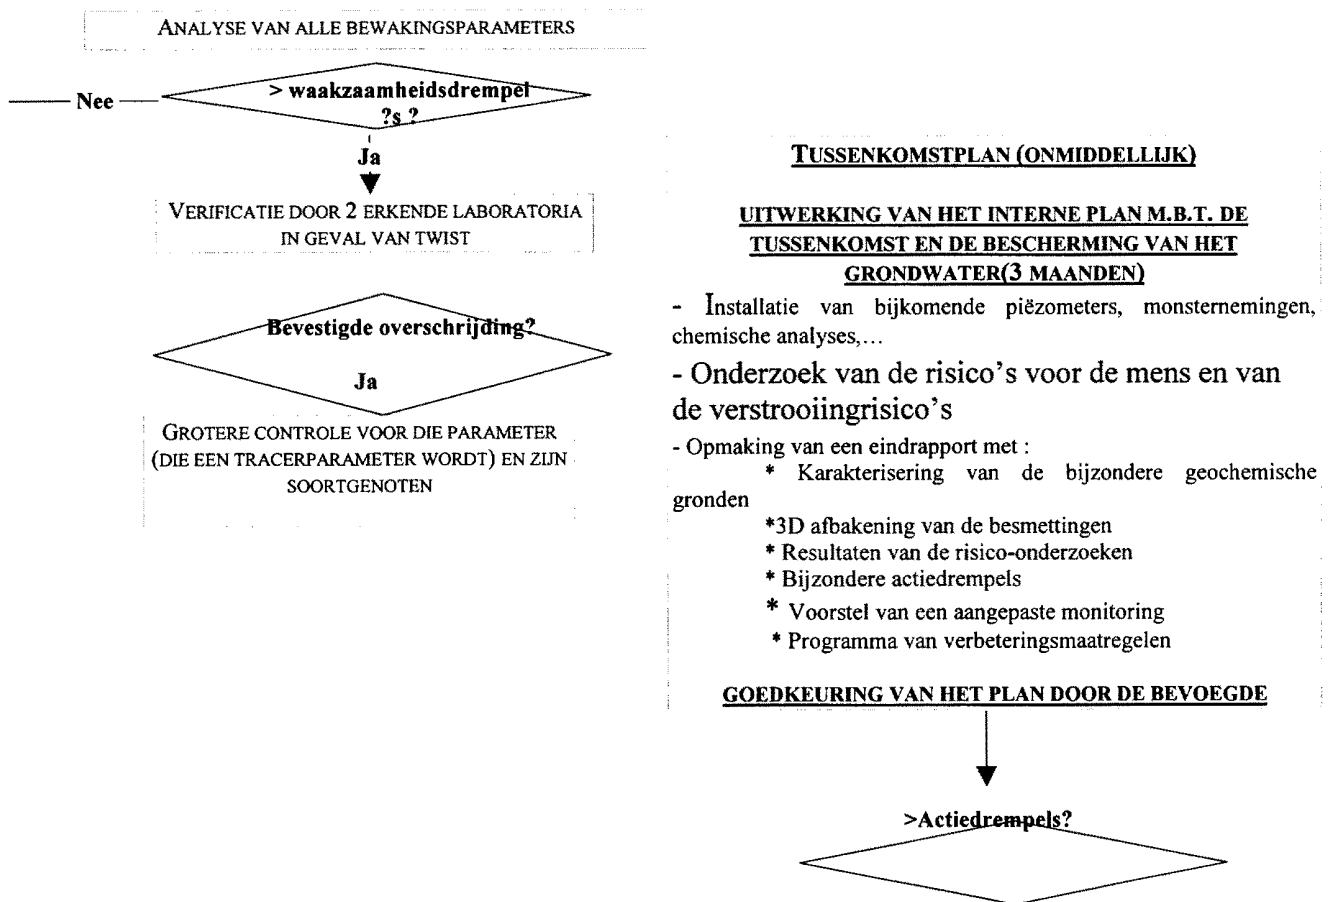 ANALYSE VAN ALLE BEWAKINGSPARAMETERS
> waakzaamheidsdrempel
?s ?
Nee
Ja
VERIFICATIE DOOR 2 ERKENDE LABORATORIA
IN GEVAL VAN TWIST
Bevestigde overschrijding?
Ja
GROTERE CONTROLE VOOR DIE PARAMETER
(DIE EEN TRACERPARAMETER WORDT) EN ZIJN
SOORTGENOTEN
TUSSENKOMSTPLAN (ONMIDDELLIJK)
UITWERKING VAN HET INTERNE PLAN M.B.T. DE
TUSSENKOMST EN DE BESCHERMING VAN HET
GRONDWATER(3 MAANDEN)
- Installatie van bijkomende piëzometers, monsternemingen,
chemische analyses,…
- Onderzoek van de risico's voor de mens en van
de verstrooiingrisico's
- Opmaking van een eindrapport met :
* Karakterisering van de bijzondere geochemische
gronden
*3D afbakening van de besmettingen
* Resultaten van de risico-onderzoeken
* Bijzondere actiedrempels
* Voorstel van een aangepaste monitoring
* Programma van verbeteringsmaatregelen
GOEDKEURING VAN HET PLAN DOOR DE BEVOEGDE
>Actiedrempels?